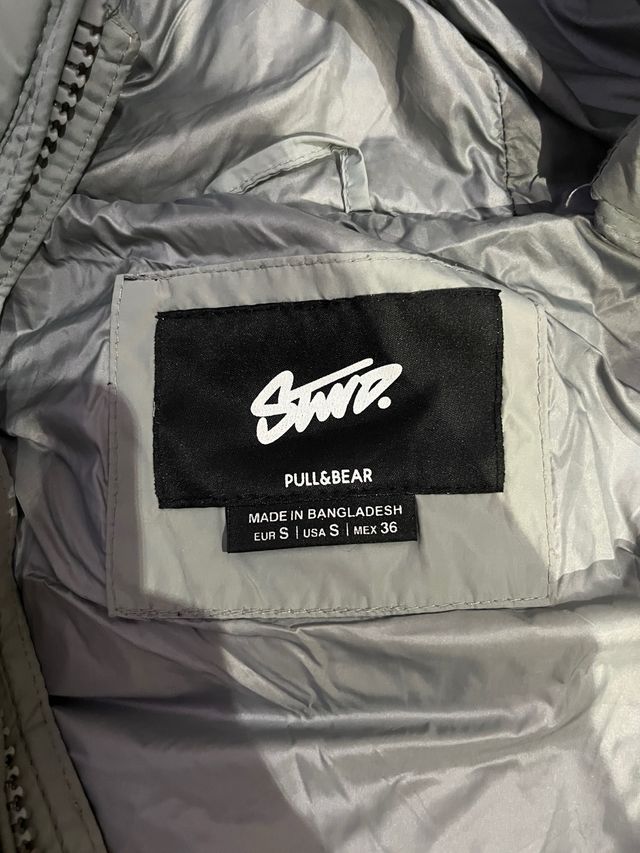 STWD.
PULL&BEAR
MADE IN BANGLADESH
EUR S | USA S | MEX 36